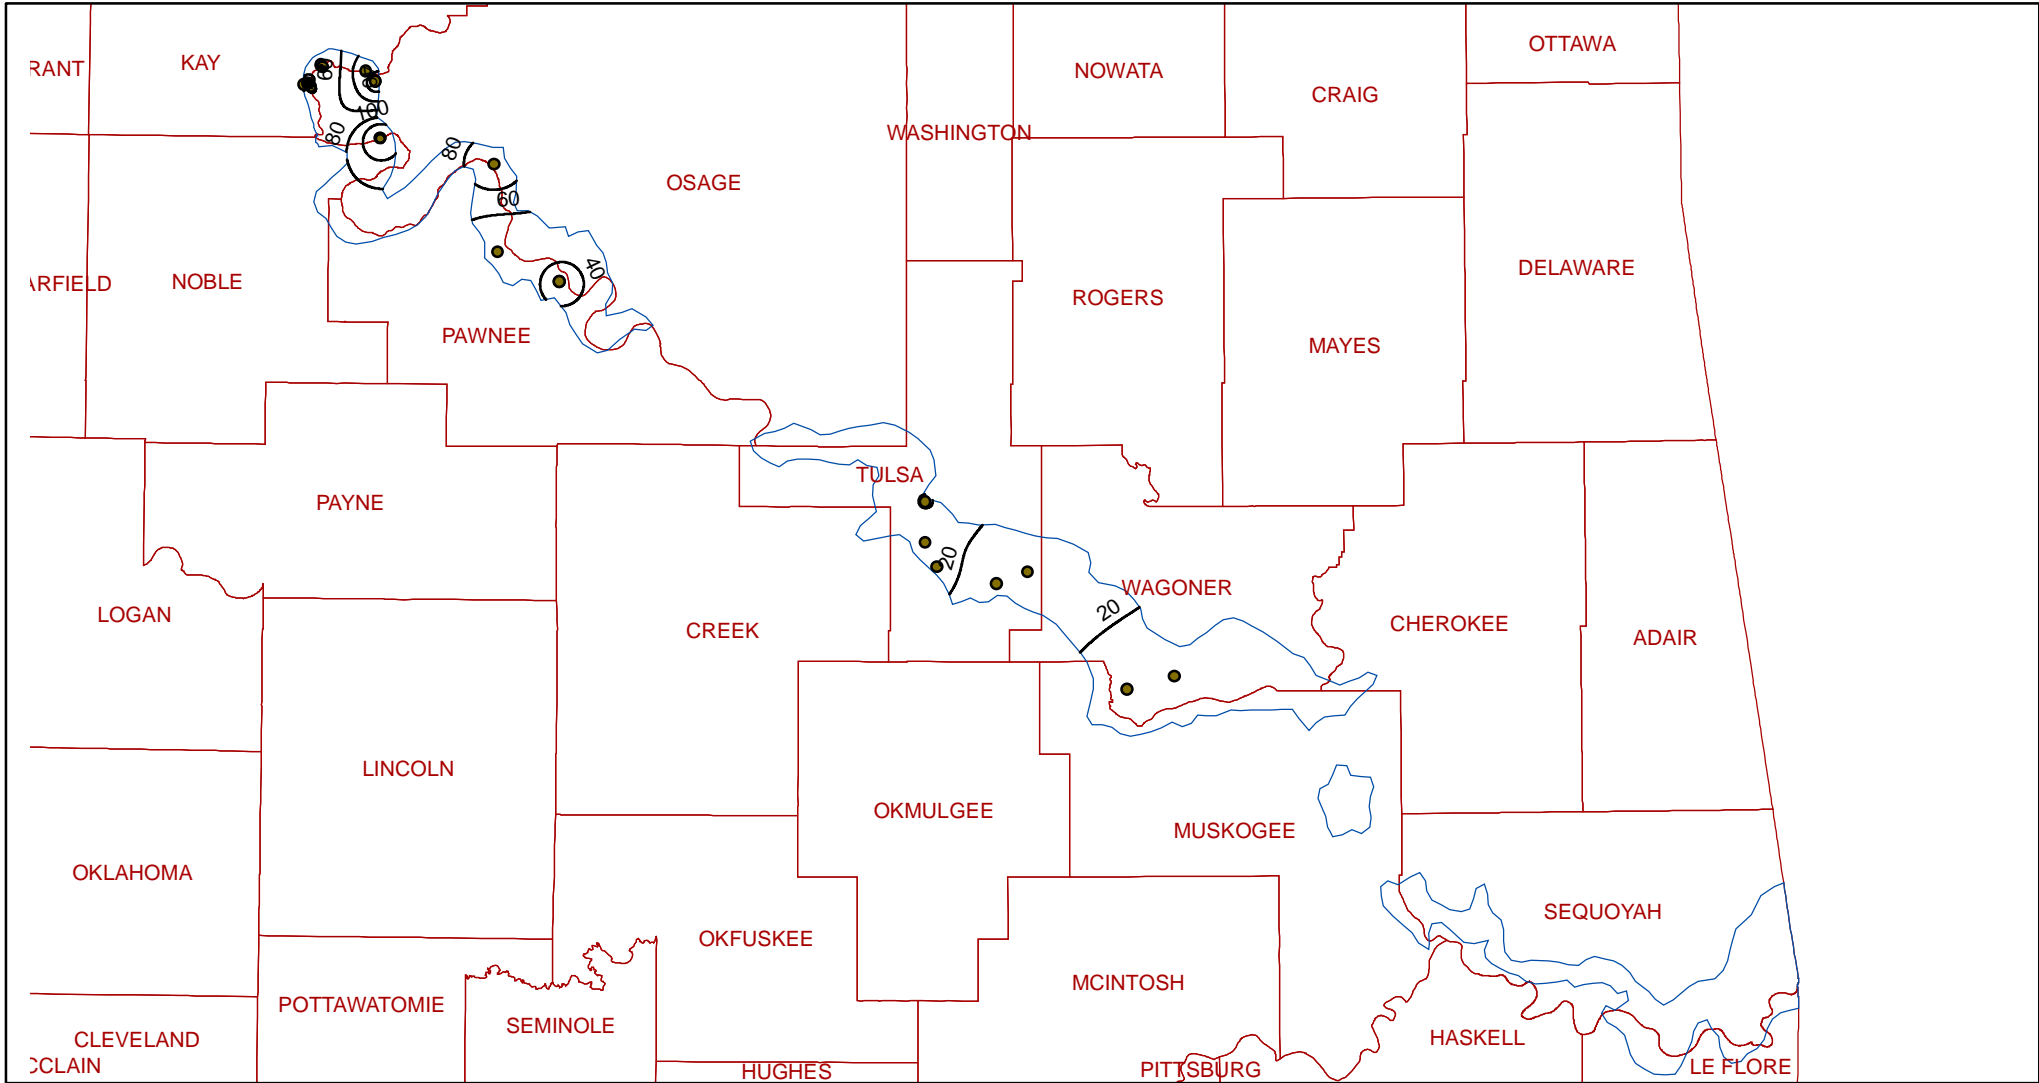 OTTAWA
KAY
RANT
NOWATA
CRAIG
60
100
80
WASHINGTON
80
OSAGE
60
40
DELAWARE
NOBLE
ARFIELD
ROGERS
PAWNEE
MAYES
TULSA
PAYNE
20
WAGONER
20
LOGAN
CREEK
CHEROKEE
ADAIR
LINCOLN
OKMULGEE
MUSKOGEE
OKLAHOMA
SEQUOYAH
OKFUSKEE
MCINTOSH
POTTAWATOMIE
SEMINOLE
CLEVELAND
HASKELL
CCLAIN
HUGHES
PITTSBURG
LE FLORE